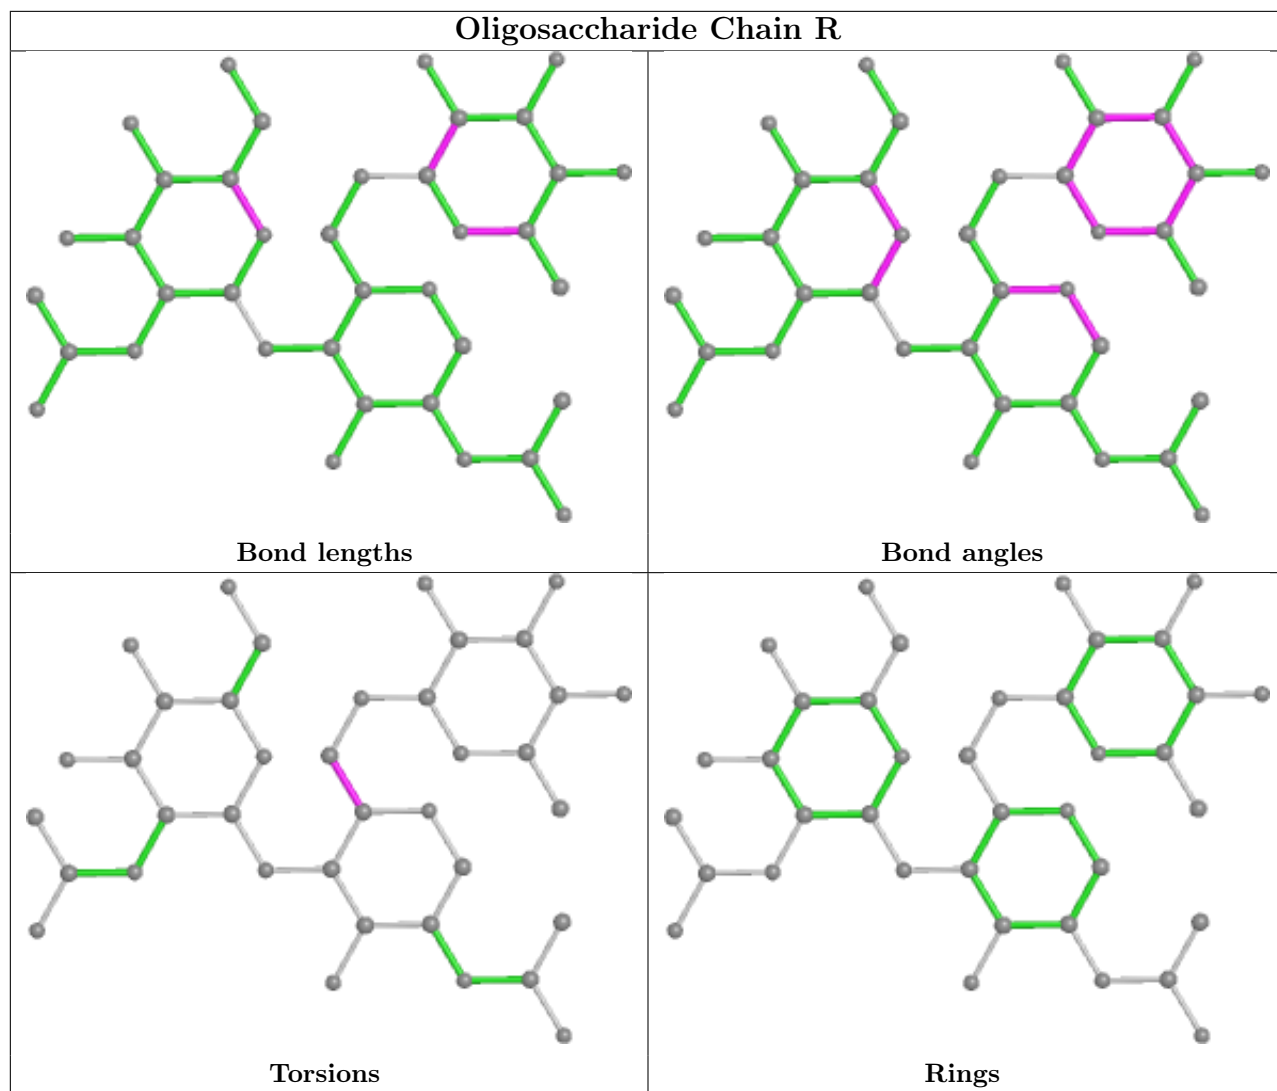 Oligosaccharide Chain R
Bond lengths
Bond angles
Torsions
Rings